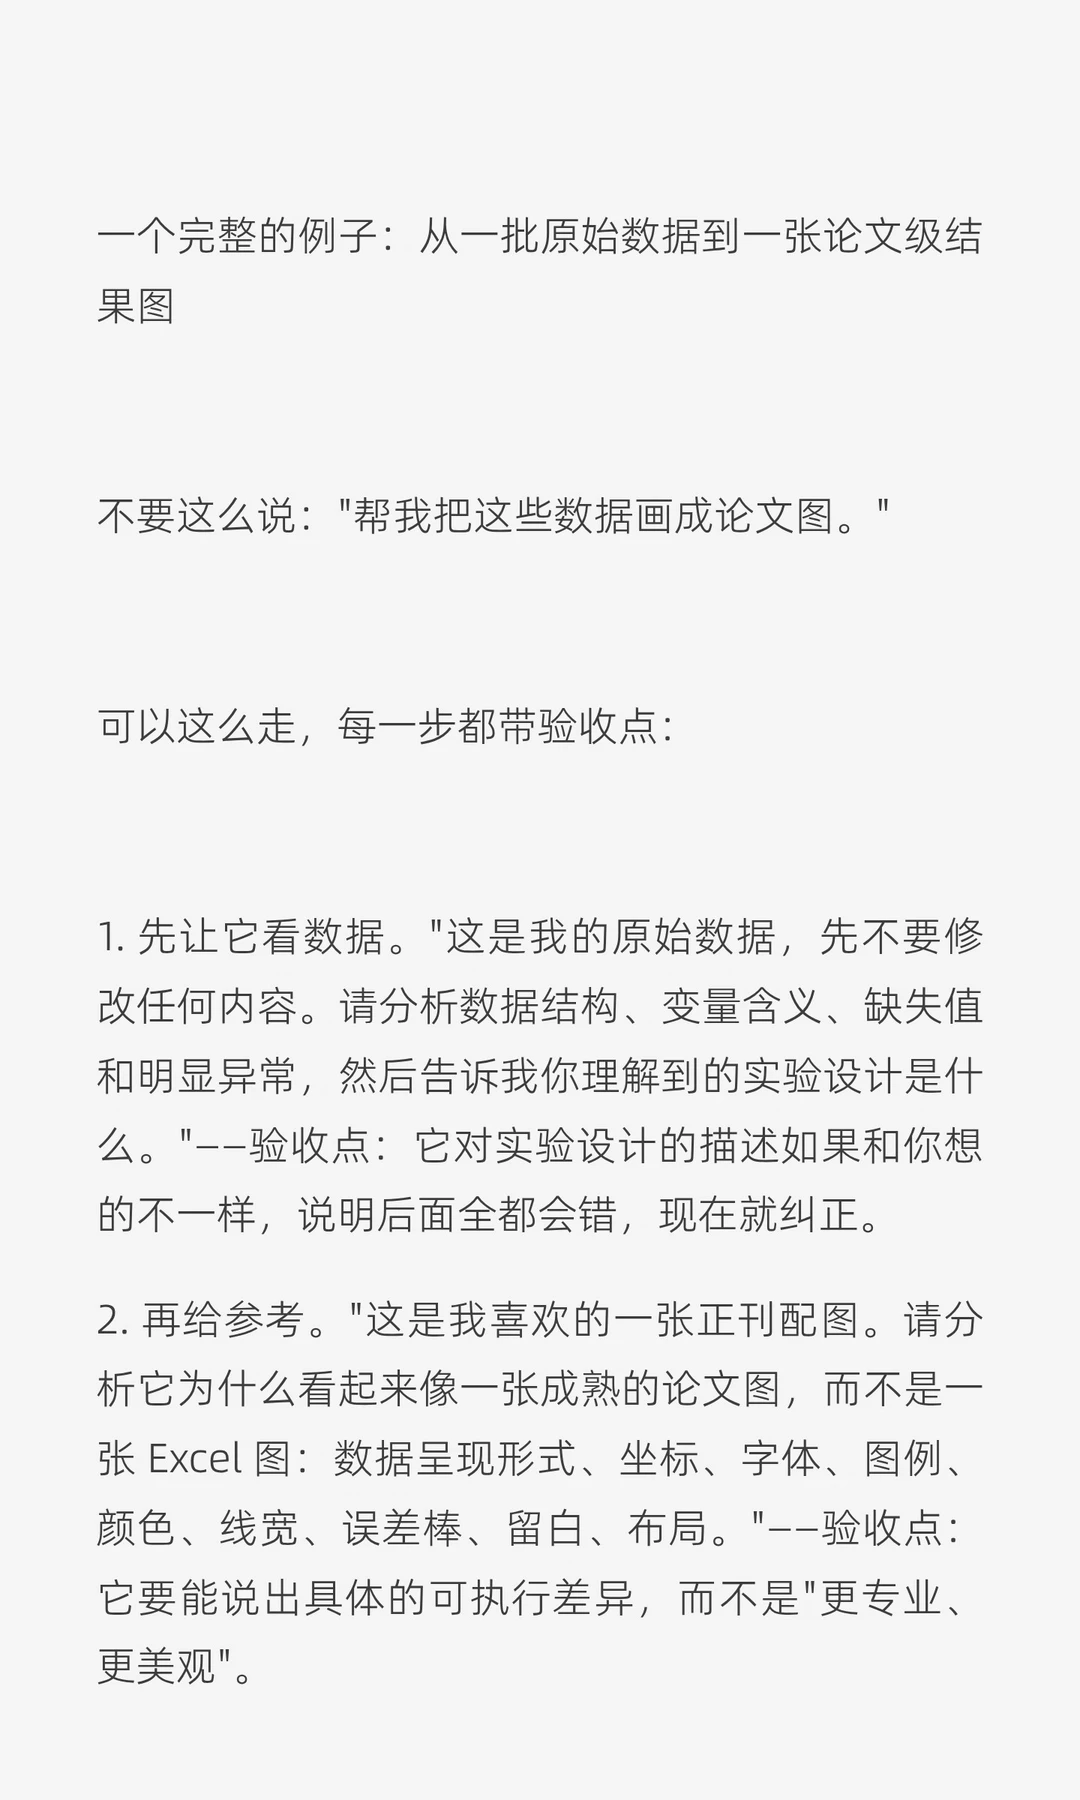 一个完整的例子：从一批原始数据到一张论文级结
果图
不要这么说："帮我把这些数据画成论文图。"
可以这么走，每一步都带验收点：
1. 先让它看数据。"这是我的原始数据，先不要修
改任何内容。请分析数据结构、变量含义、缺失值
和明显异常，然后告诉我你理解到的实验设计是什
么。"——验收点：它对实验设计的描述如果和你想
的不一样，说明后面全都会错，现在就纠正。
2. 再给参考。"这是我喜欢的一张正刊配图。请分
析它为什么看起来像一张成熟的论文图，而不是一
张 Excel 图：数据呈现形式、坐标、字体、图例、
颜色、线宽、误差棒、留白、布局。"——验收点：
它要能说出具体的可执行差异，而不是"更专业、
更美观"。